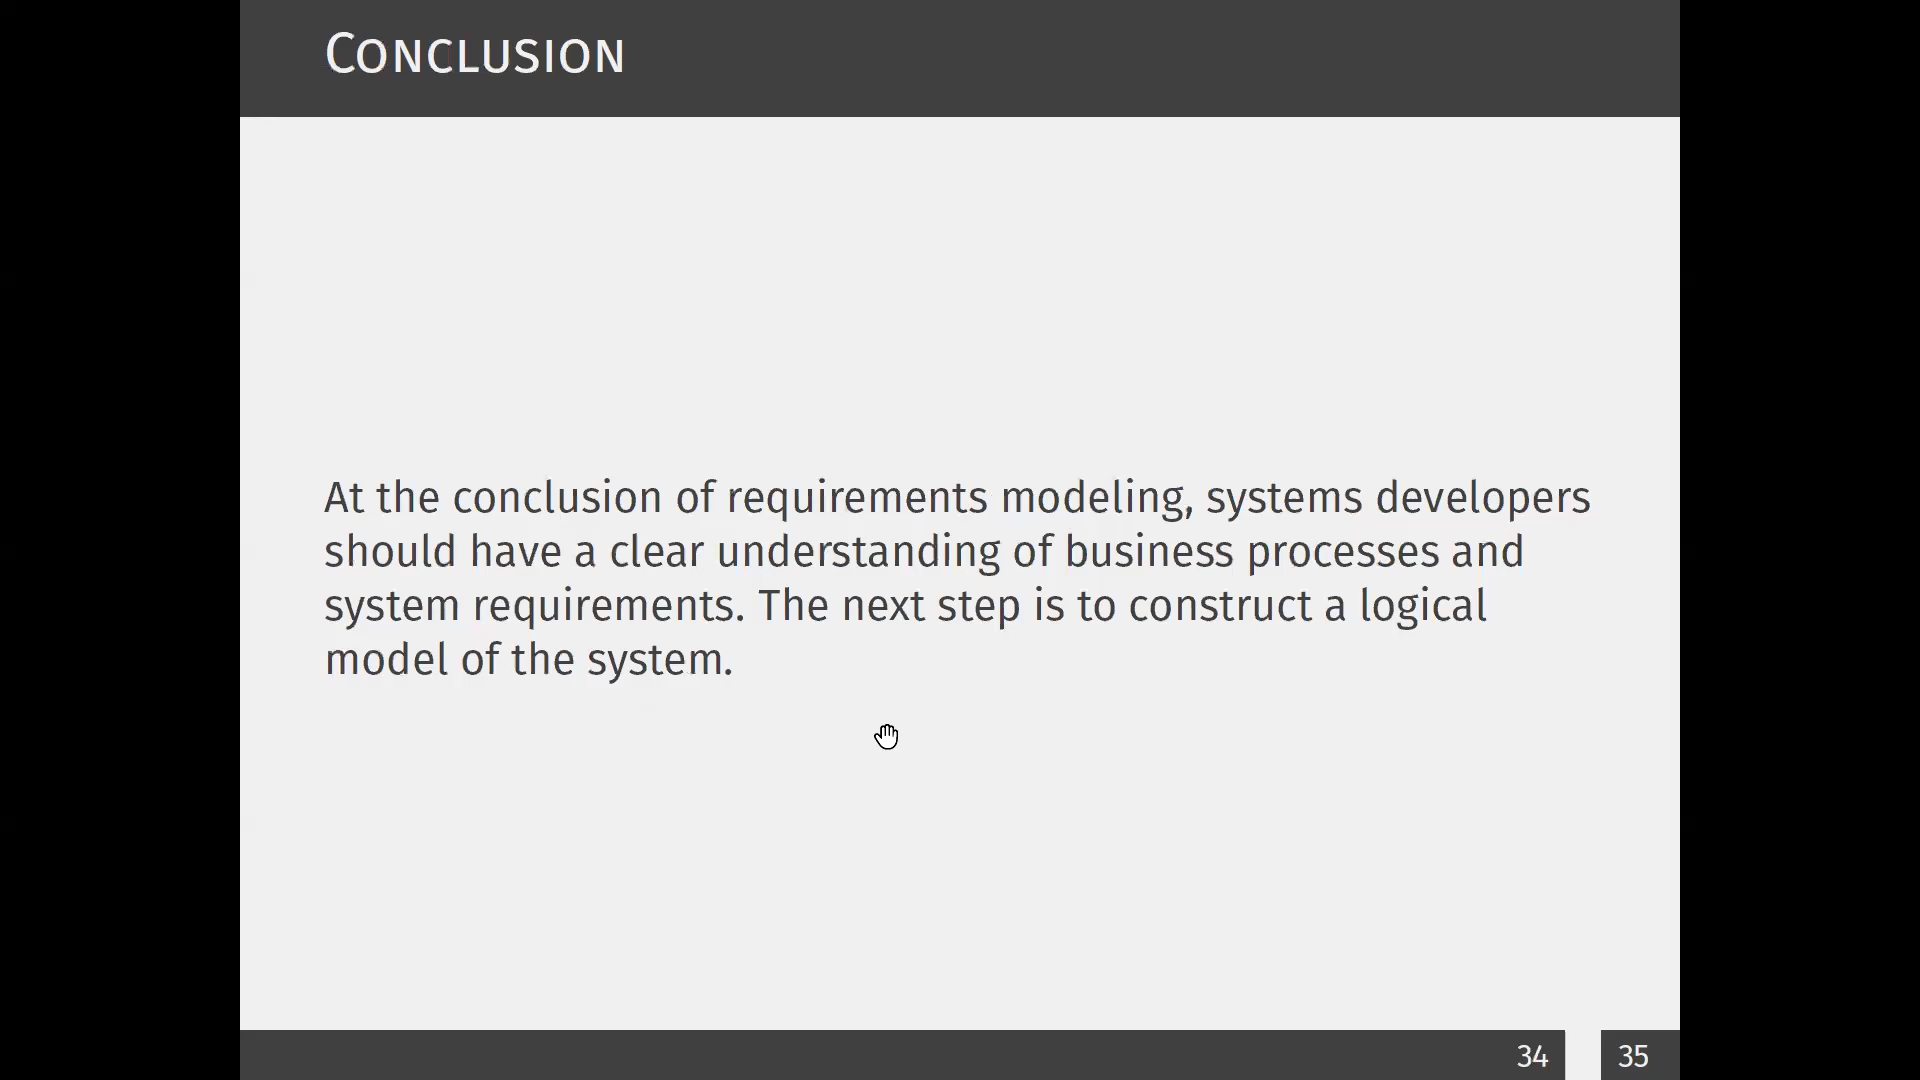 Conclusion
At the conclusion of requirements modeling, systems developers
should have a clear understanding of business processes and
system requirements. The next step is to construct a logical
model of the system.
34 35